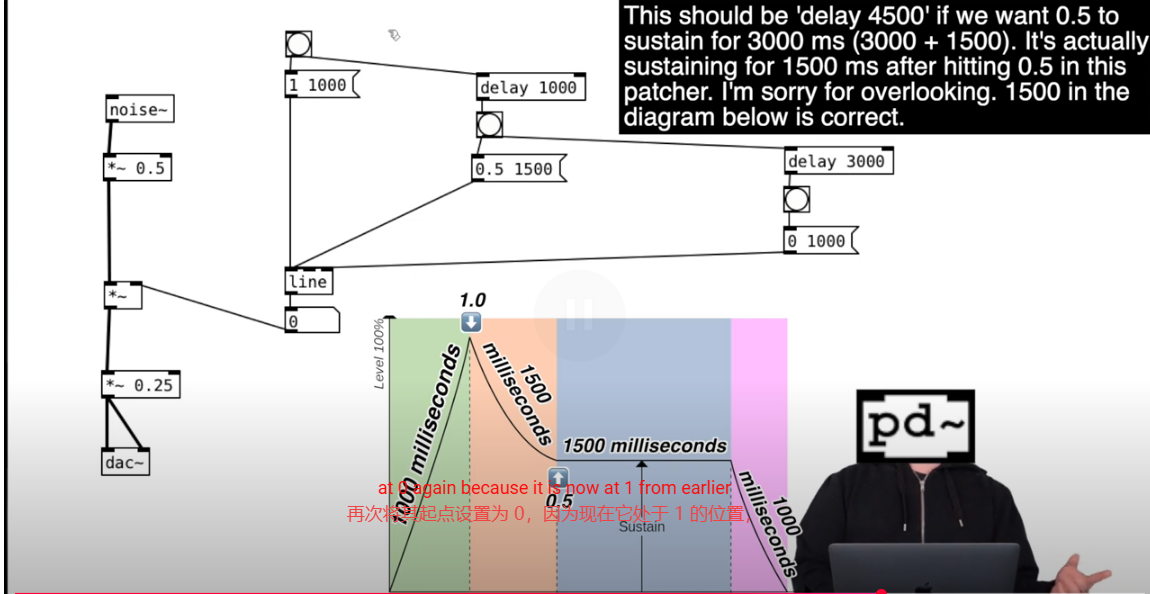 This should be 'delay 4500' if we want 0.5 to
sustain for 3000 ms (3000 + 1500). It's actually
sustaining for 1500 ms after hitting 0.5 in this
patcher. I'm sorry for overlooking. 1500 in the
diagram below is correct.
1 1000
delay 1000
noise~
*~ 0.5
0.5 1500
delay 3000
0 1000
line
*~
0
*~ 0.25
dac~
1.0
Level 100%
1000 milliseconds
1500
milliseconds
1500 milliseconds
0.5
Sustain
1000
milliseconds
pd~
at 0 again because it is now at 1 from earlier
再次将其起点设置为 0，因为现在它处于 1 的位置，